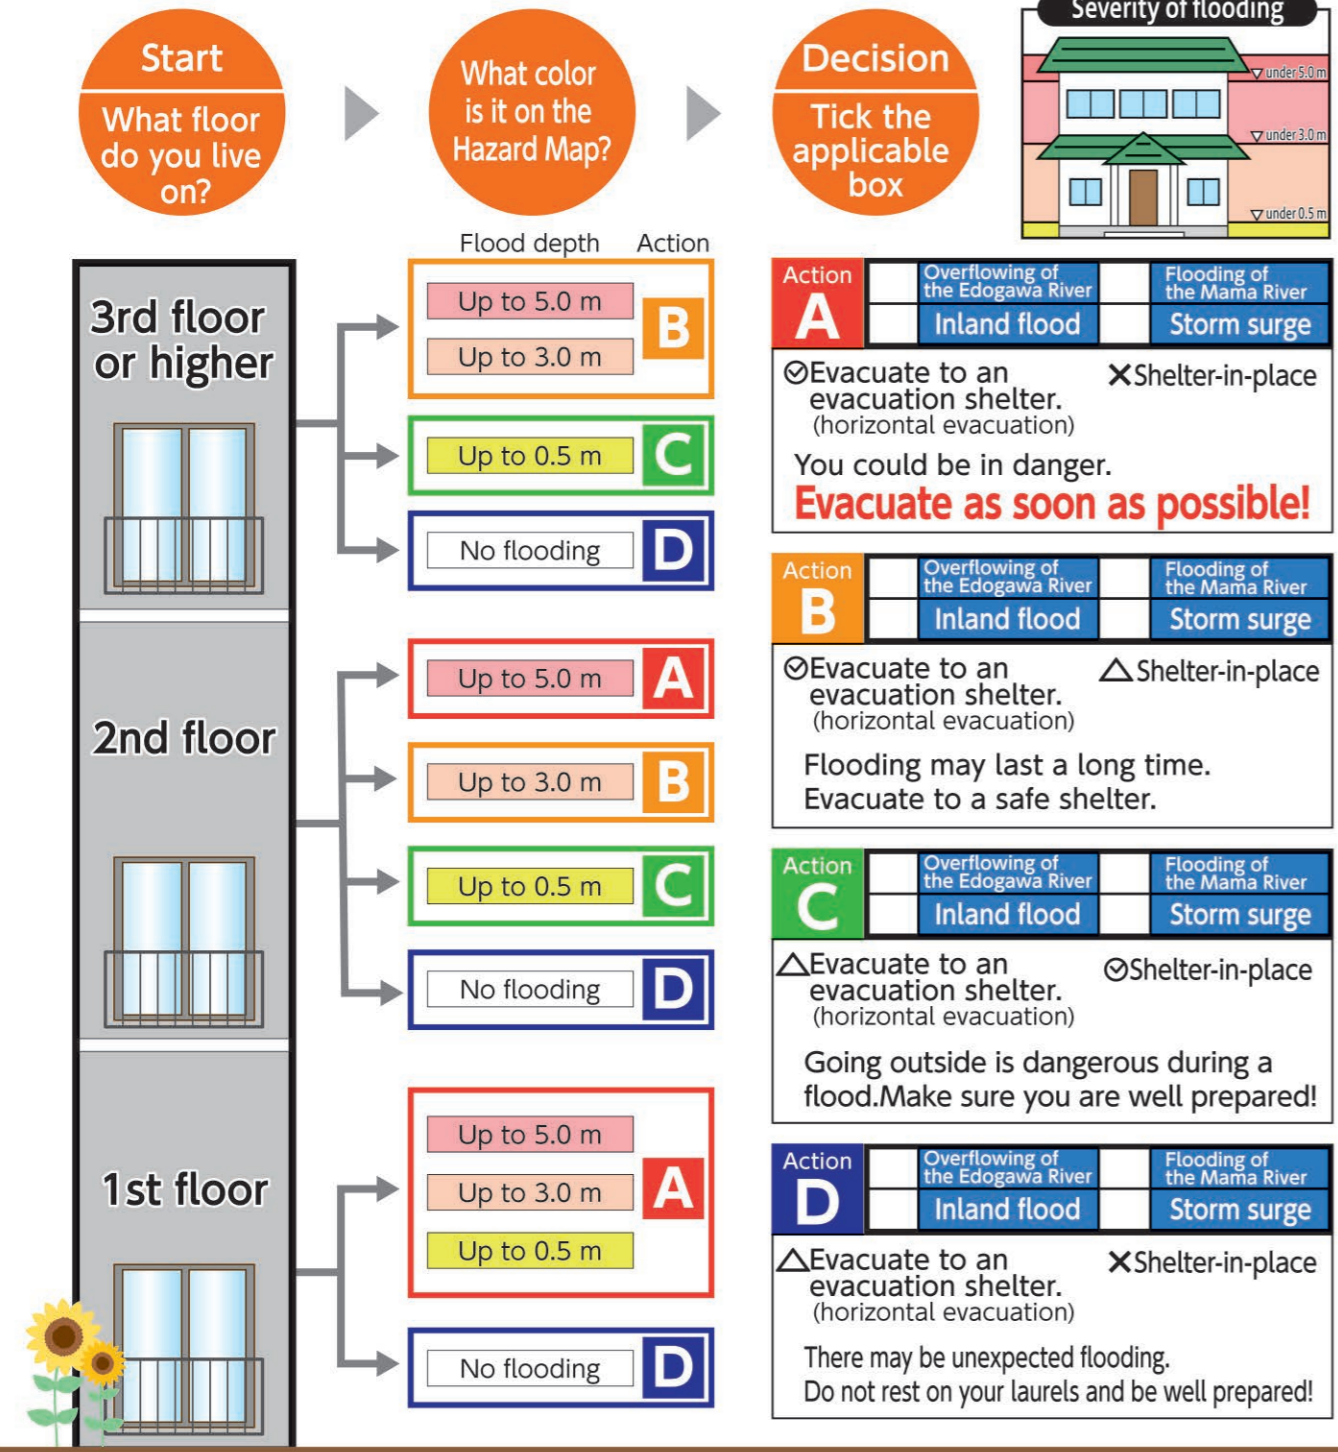 Start
What floor
do you live
on?
What color
is it on the
Hazard Map?
Decision
Tick the
applicable
box
Severity of flooding
▽ under 5.0 m
▽ under 3.0 m
▽ under 0.5 m
Flood depth Action
3rd floor
or higher
Up to 5.0 m
Up to 3.0 m
B
Up to 0.5 m
C
No flooding
D
2nd floor
Up to 5.0 m
A
Up to 3.0 m
B
Up to 0.5 m
C
No flooding
D
1st floor
Up to 5.0 m
Up to 3.0 m
Up to 0.5 m
A
No flooding
D
Action
A
Overflowing of
the Edogawa River
Flooding of
the Mama River
Inland flood
Storm surge
Evacuate to an
evacuation shelter.
(horizontal evacuation)
✕Shelter-in-place
You could be in danger.
Evacuate as soon as possible!
Action
B
Overflowing of
the Edogawa River
Flooding of
the Mama River
Inland flood
Storm surge
Evacuate to an
evacuation shelter.
(horizontal evacuation)
△Shelter-in-place
Flooding may last a long time.
Evacuate to a safe shelter.
Action
C
Overflowing of
the Edogawa River
Flooding of
the Mama River
Inland flood
Storm surge
△Evacuate to an
evacuation shelter.
(horizontal evacuation)
Shelter-in-place
Going outside is dangerous during a
flood.Make sure you are well prepared!
Action
D
Overflowing of
the Edogawa River
Flooding of
the Mama River
Inland flood
Storm surge
△Evacuate to an
evacuation shelter.
(horizontal evacuation)
✕Shelter-in-place
There may be unexpected flooding.
Do not rest on your laurels and be well prepared!